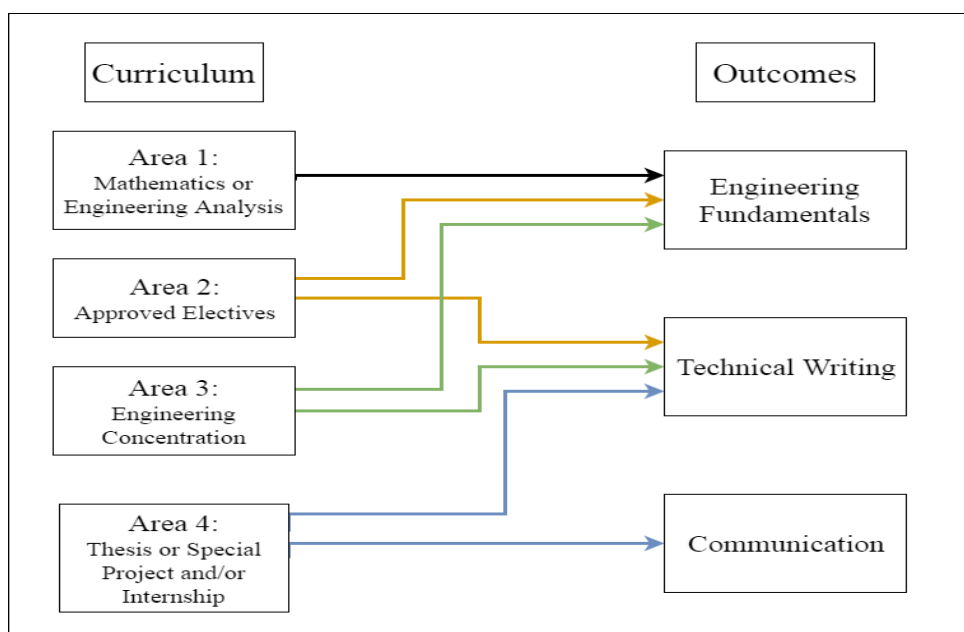 Curriculum
Outcomes
Area 1:
Mathematics or
Engineering Analysis
Engineering
Fundamentals
Area 2:
Approved Electives
Technical Writing
Area 3:
Engineering
Concentration
Area 4:
Thesis or Special
Project and/or
Internship
Communication